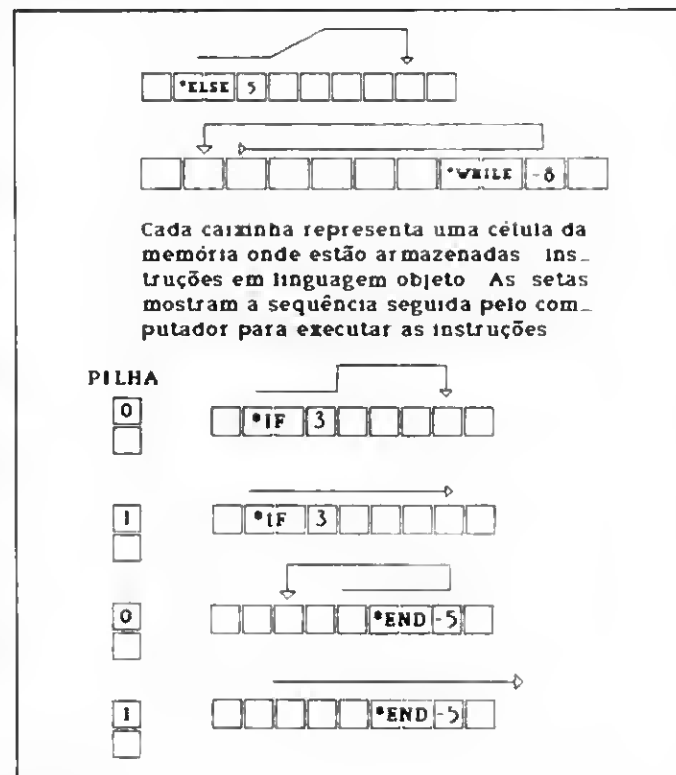 *ELSE 5
*WHILE -8
Cada caixinha representa uma célula da
memória onde estão armazenadas ins_
truções em linguagem objeto As setas
mostram a sequência seguida pelo com_
putador para executar as instruções
PILHA
0 *IF 3
1 *IF 3
0 *END -5
1 *END -5